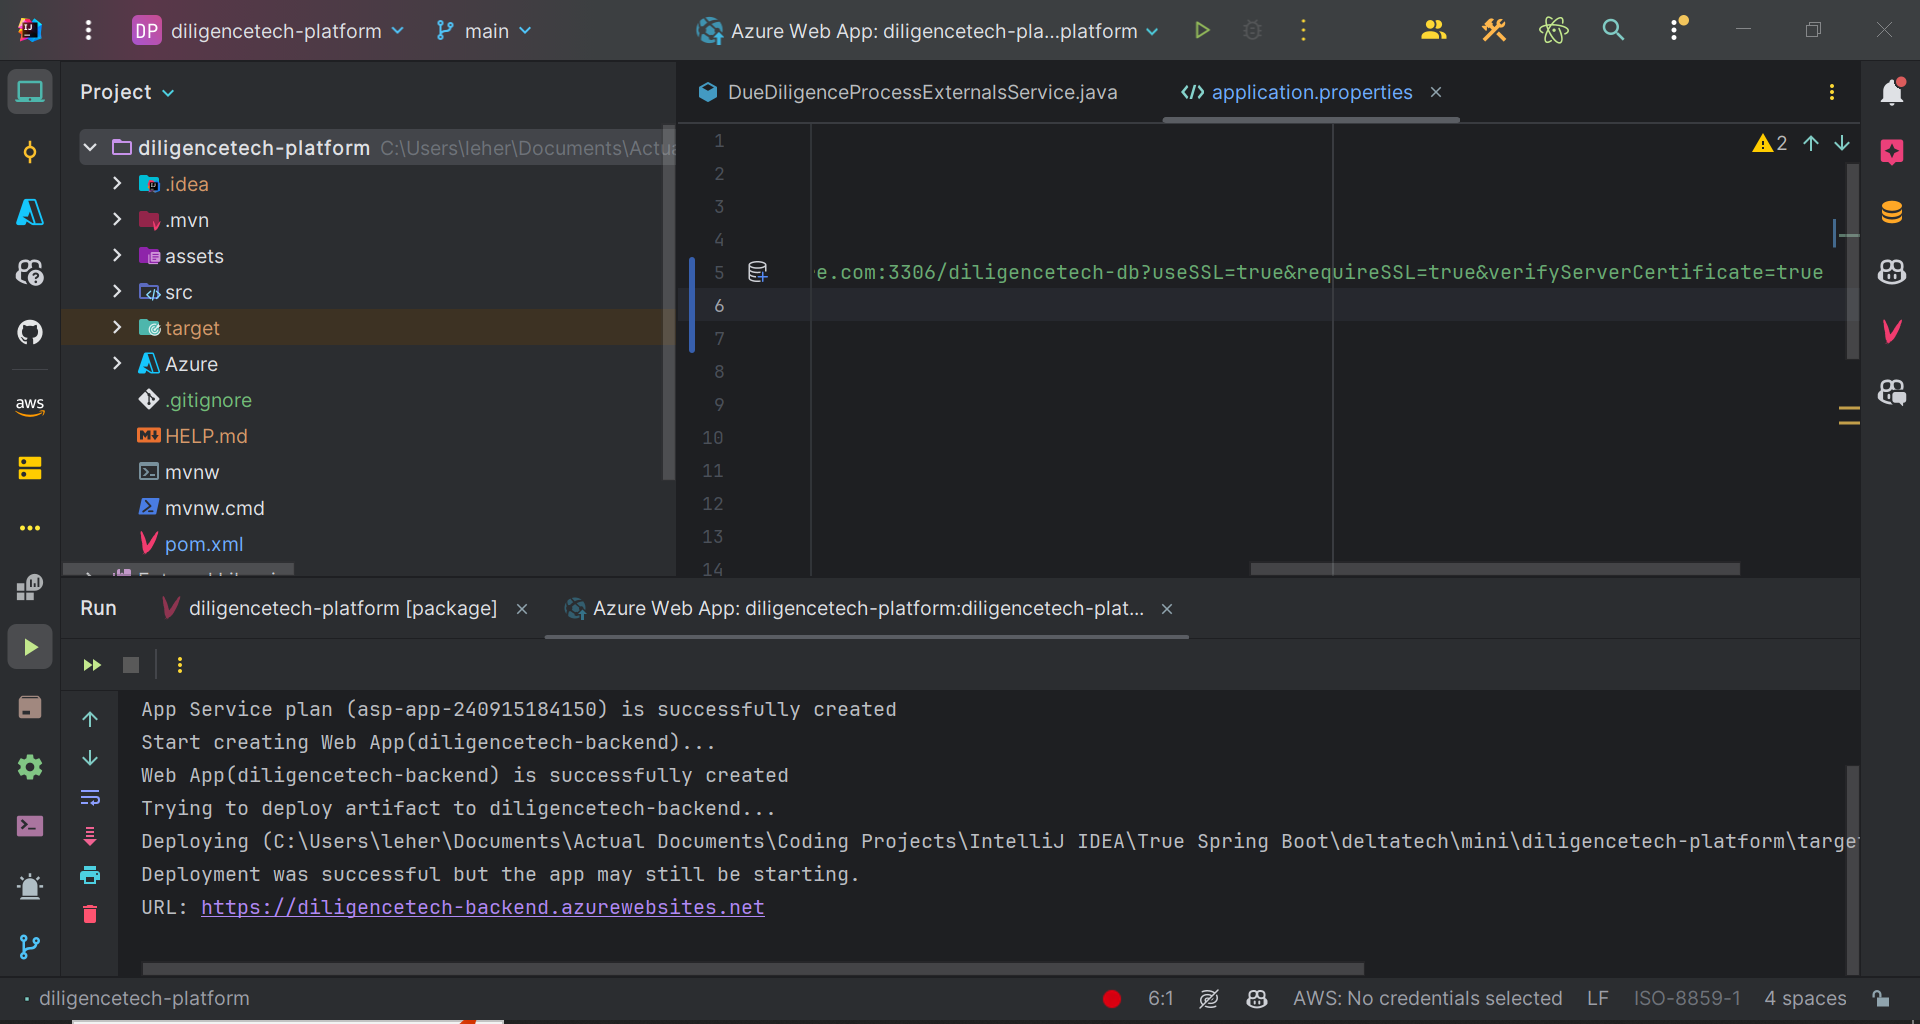 DP diligencetech-platform main Azure Web App: diligencetech-pla...platform
Project
DueDiligenceProcessExternalsService.java application.properties
diligencetech-platform C:\Users\leher\Documents\Actua
.idea
.mvn
assets
src
target
Azure
.gitignore
HELP.md
mvnw
mvnw.cmd
pom.xml
1
2
3
4
5 e.com:3306/diligencetech-db?useSSL=true&requireSSL=true&verifyServerCertificate=true
6
7
8
9
10
11
12
13
14
2
aws
Run diligencetech-platform [package] Azure Web App: diligencetech-platform:diligencetech-plat...
App Service plan (asp-app-240915184150) is successfully created
Start creating Web App(diligencetech-backend)...
Web App(diligencetech-backend) is successfully created
Trying to deploy artifact to diligencetech-backend...
Deploying (C:\Users\leher\Documents\Actual Documents\Coding Projects\IntelliJ IDEA\True Spring Boot\deltatech\mini\diligencetech-platform\targe
Deployment was successful but the app may still be starting.
URL: https://diligencetech-backend.azurewebsites.net
diligencetech-platform 6:1 AWS: No credentials selected LF ISO-8859-1 4 spaces